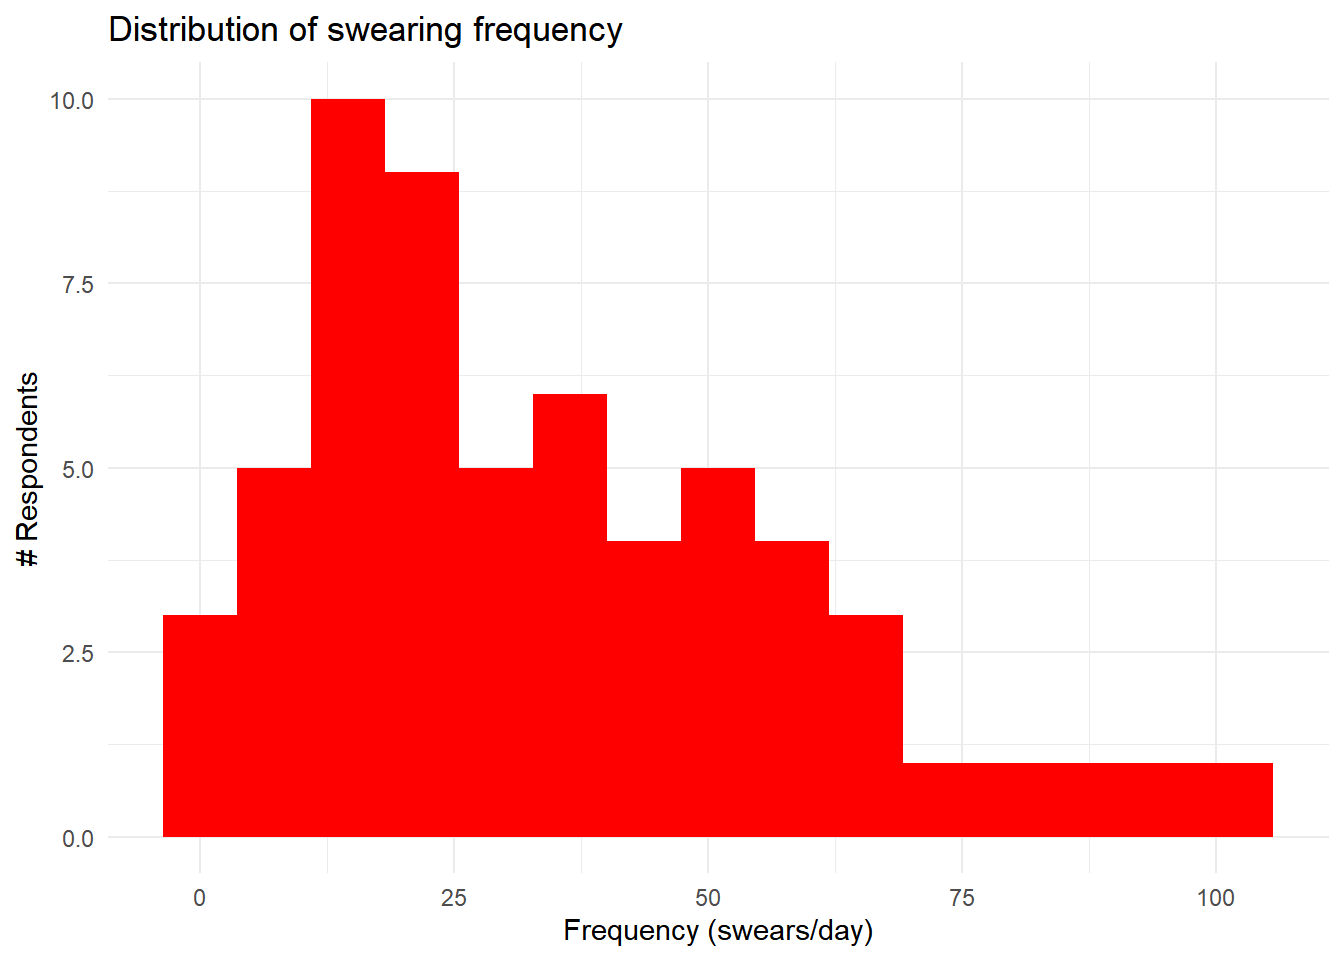 Distribution of swearing frequency
10.0
7.5
5.0
2.5
0.0
# Respondents
0 25 50 75 100
Frequency (swears/day)